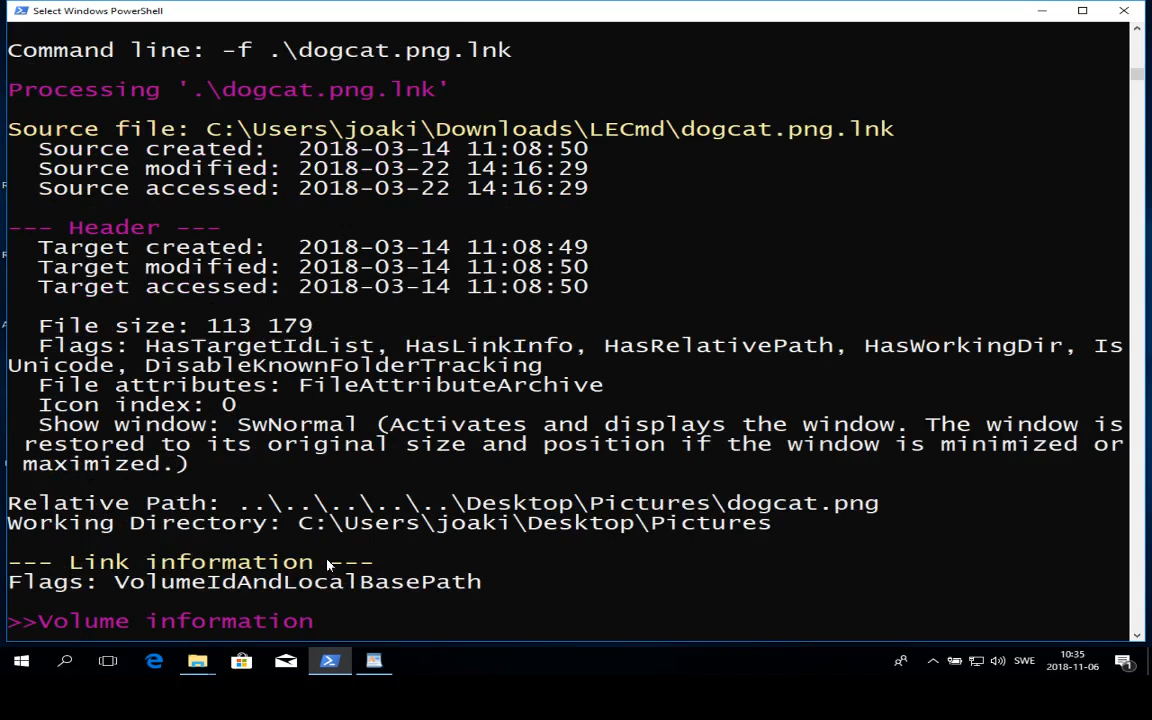 Select Windows PowerShell
Command line: -f .\dogcat.png.lnk
Processing '.\dogcat.png.lnk'
Source file: C:\Users\joaki\Downloads\LECmd\dogcat.png.lnk
Source created: 2018-03-14 11:08:50
Source modified: 2018-03-22 14:16:29
Source accessed: 2018-03-22 14:16:29
--- Header ---
Target created: 2018-03-14 11:08:49
Target modified: 2018-03-14 11:08:50
Target accessed: 2018-03-14 11:08:50
File size: 113 179
Flags: HasTargetIdList, HasLinkInfo, HasRelativePath, HasWorkingDir, Is
Unicode, DisableKnownFolderTracking
File attributes: FileAttributeArchive
Icon index: 0
Show window: SwNormal (Activates and displays the window. The window is
restored to its original size and position if the window is minimized or
maximized.)
Relative Path: ..\..\..\..\..\Desktop\Pictures\dogcat.png
Working Directory: C:\Users\joaki\Desktop\Pictures
--- Link information ---
Flags: VolumeIdAndLocalBasePath
>>Volume information
SWE
10:35
2018-11-06
1